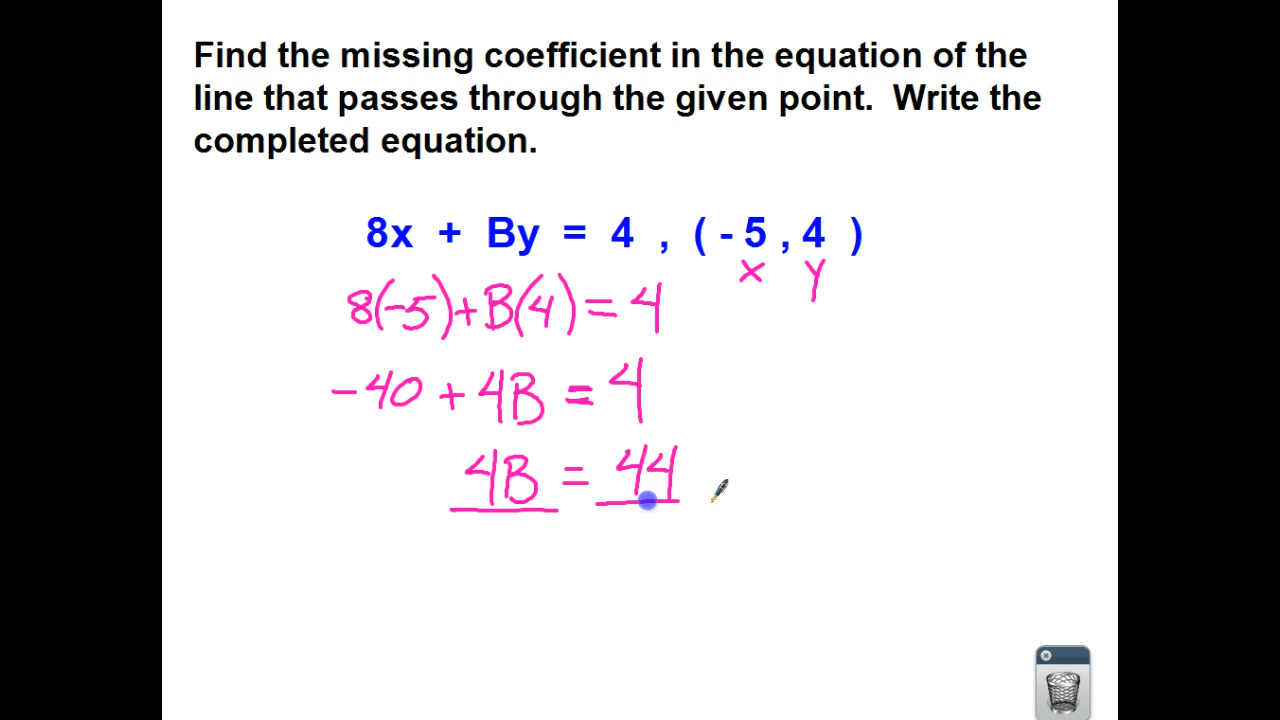 Find the missing coefficient in the equation of the
line that passes through the given point.  Write the
completed equation.
8x + By = 4 , ( - 5 , 4 )
x y
8(-5)+B(4)=4
-40 + 4B = 4
4B = 44